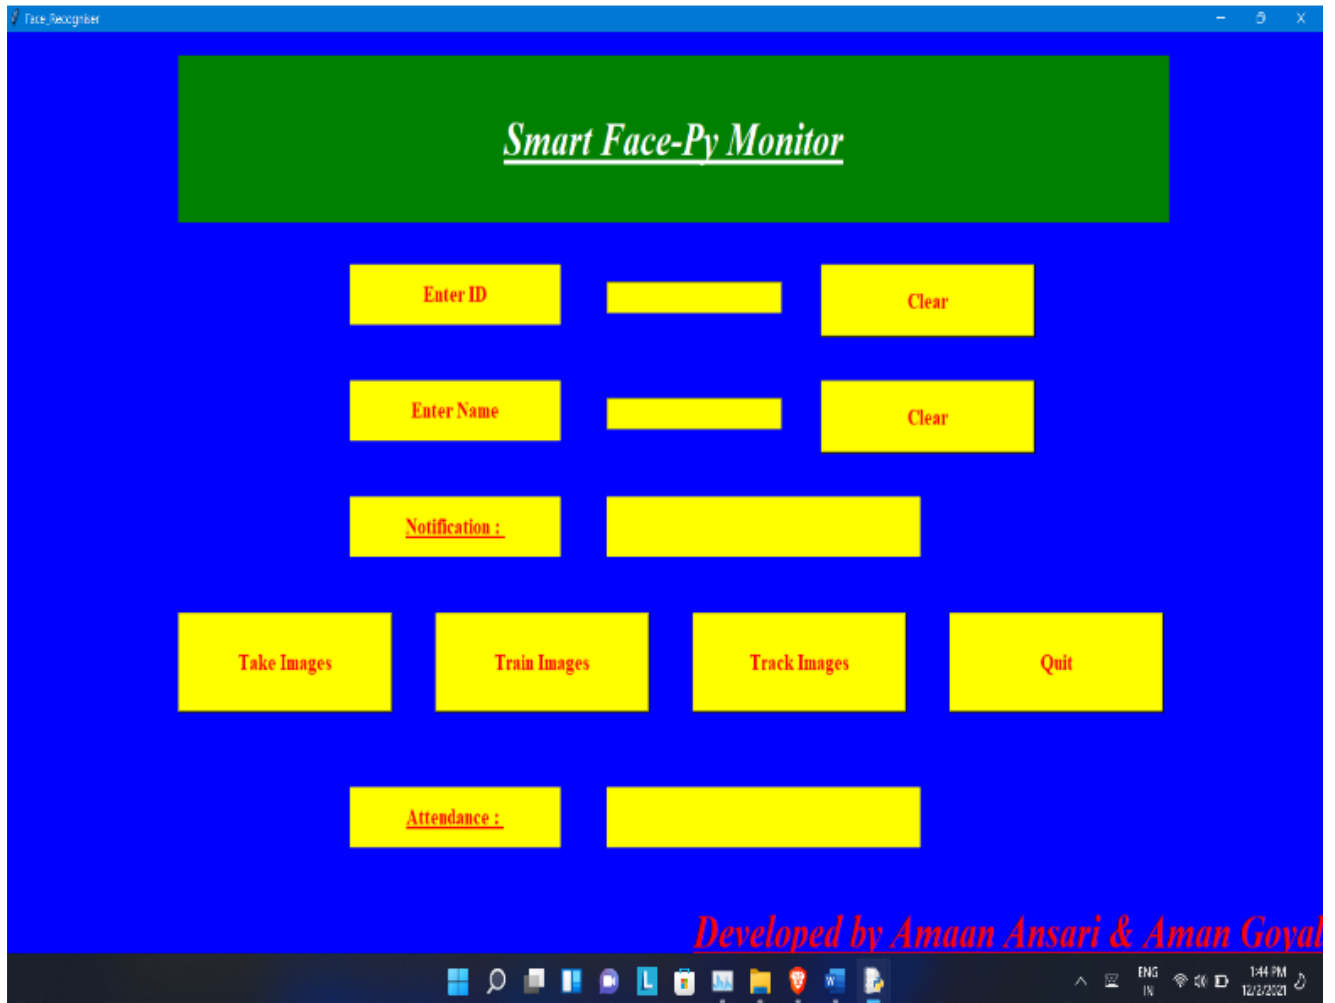 Face_Recogniser
Smart Face-Py Monitor
Enter ID
Clear
Enter Name
Clear
Notification :
Take Images
Train Images
Track Images
Quit
Attendance :
Developed by Amaan Ansari & Aman Goyal
L
W
ENG
IN
1:44 PM
12/2/2021